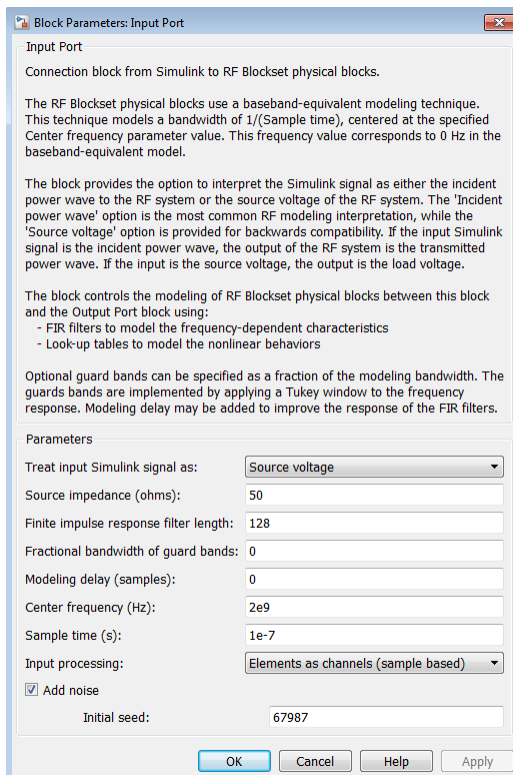 Block Parameters: Input Port
Input Port
Connection block from Simulink to RF Blockset physical blocks.
The RF Blockset physical blocks use a baseband-equivalent modeling technique.
This technique models a bandwidth of 1/(Sample time), centered at the specified
Center frequency parameter value. This frequency value corresponds to 0 Hz in the
baseband-equivalent model.
The block provides the option to interpret the Simulink signal as either the incident
power wave to the RF system or the source voltage of the RF system. The 'Incident
power wave' option is the most common RF modeling interpretation, while the
'Source voltage' option is provided for backwards compatibility. If the input Simulink
signal is the incident power wave, the output of the RF system is the transmitted
power wave. If the input is the source voltage, the output is the load voltage.
The block controls the modeling of RF Blockset physical blocks between this block
and the Output Port block using:
- FIR filters to model the frequency-dependent characteristics
- Look-up tables to model the nonlinear behaviors
Optional guard bands can be specified as a fraction of the modeling bandwidth. The
guards bands are implemented by applying a Tukey window to the frequency
response. Modeling delay may be added to improve the response of the FIR filters.
Parameters
Treat input Simulink signal as: Source voltage
Source impedance (ohms): 50
Finite impulse response filter length: 128
Fractional bandwidth of guard bands: 0
Modeling delay (samples): 0
Center frequency (Hz): 2e9
Sample time (s): 1e-7
Input processing: Elements as channels (sample based)
Add noise
Initial seed: 67987
OK Cancel Help Apply